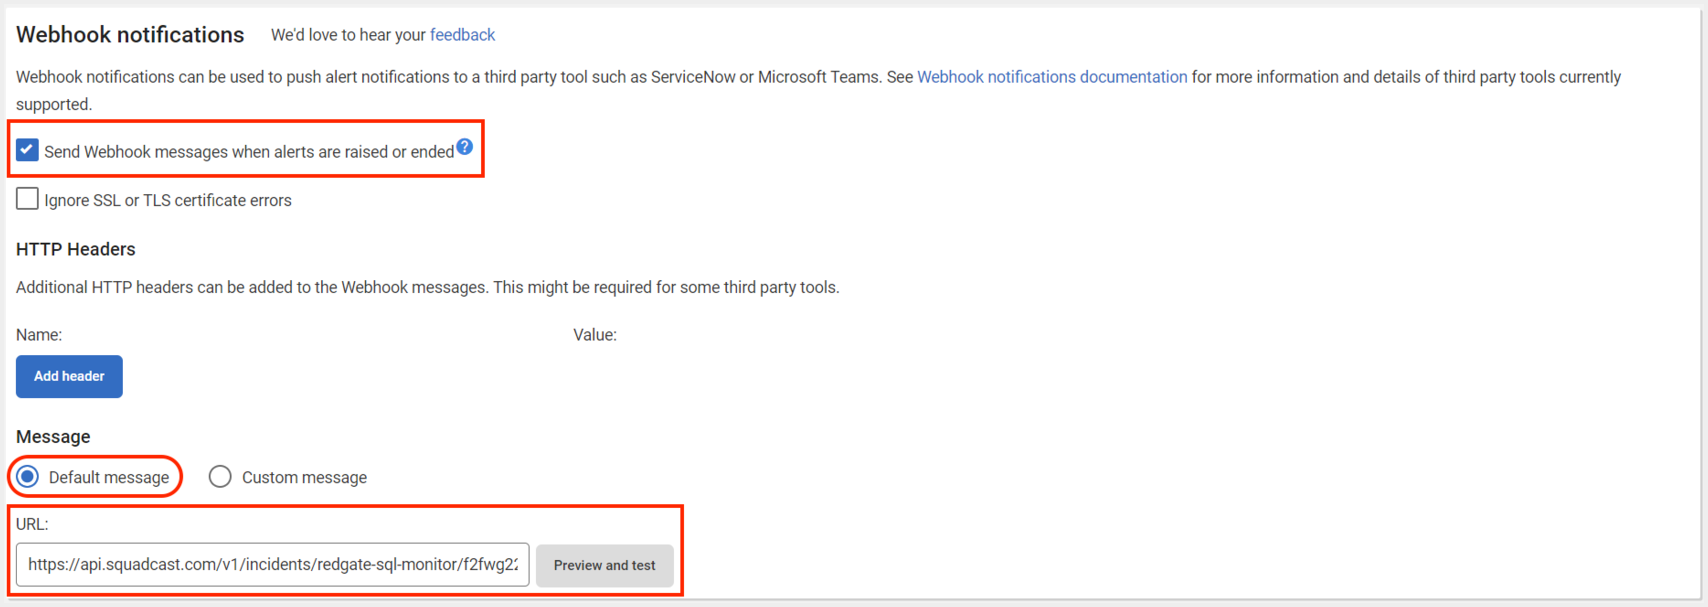 Webhook notifications We'd love to hear your feedback
Webhook notifications can be used to push alert notifications to a third party tool such as ServiceNow or Microsoft Teams. See Webhook notifications documentation for more information and details of third party tools currently
supported.
Send Webhook messages when alerts are raised or ended ?
Ignore SSL or TLS certificate errors
HTTP Headers
Additional HTTP headers can be added to the Webhook messages. This might be required for some third party tools.
Name: Value:
Add header
Message
Default message Custom message
URL:
https://api.squadcast.com/v1/incidents/redgate-sql-monitor/f2fwg22 Preview and test